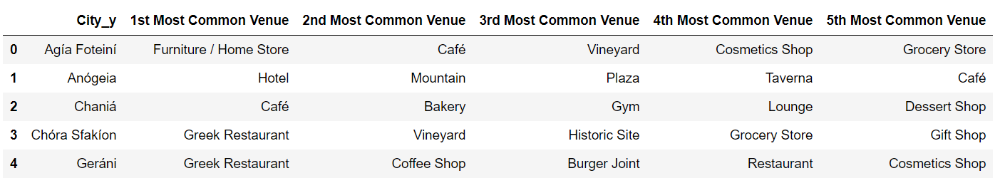 City_y 1st Most Common Venue 2nd Most Common Venue 3rd Most Common Venue 4th Most Common Venue 5th Most Common Venue
0 Agía Foteiní Furniture / Home Store Café Vineyard Cosmetics Shop Grocery Store
1 Anógeia Hotel Mountain Plaza Taverna Café
2 Chaniá Café Bakery Gym Lounge Dessert Shop
3 Chóra Sfakíon Greek Restaurant Vineyard Historic Site Grocery Store Gift Shop
4 Geráni Greek Restaurant Coffee Shop Burger Joint Restaurant Cosmetics Shop